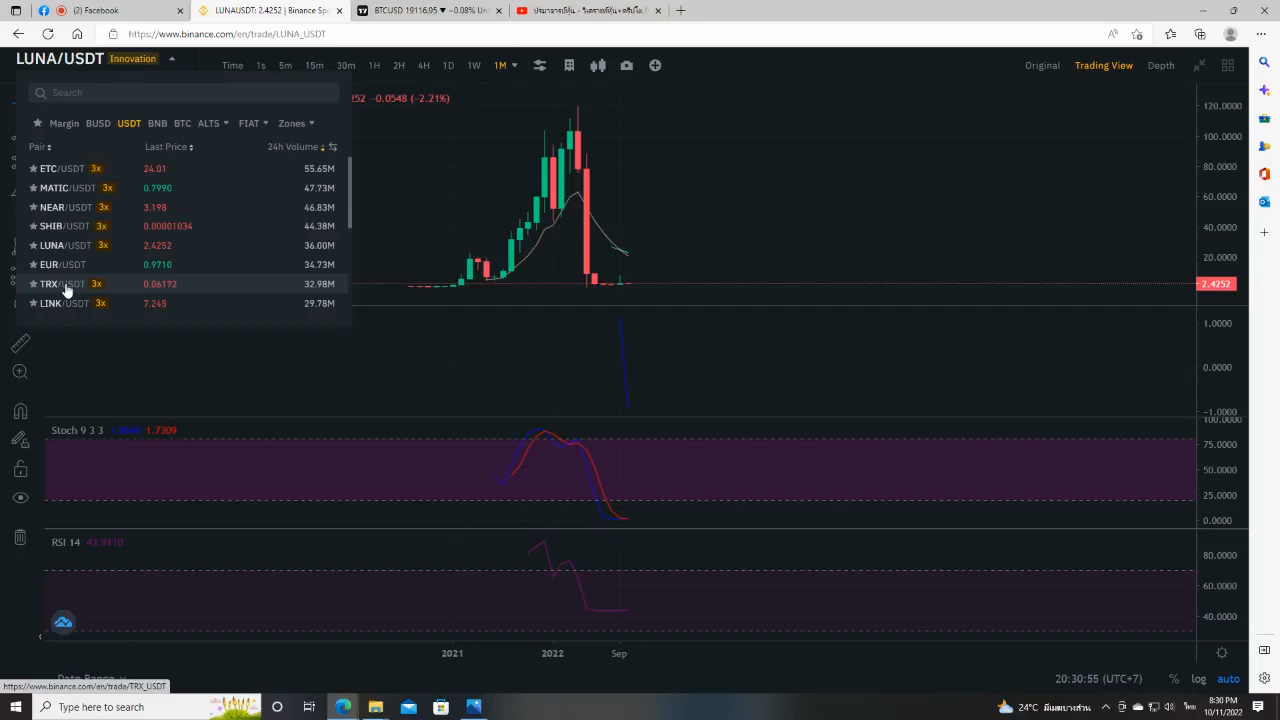 (2) Facebook
LUNAUSDT: 2.4252 | Binance Spo
BTCUSD 19116.95 ▼ −0.08% Un
https://www.binance.com/en/trade/LUNA_USDT
LUNA/USDT Innovation
Time 1s 5m 15m 30m 1H 2H 4H 1D 1W 1M
Original Trading View Depth
Search
252 -0.0548 (-2.21%)
Margin BUSD USDT BNB BTC ALTS FIAT Zones
Pair Last Price 24h Volume
ETC/USDT 3x 24.01 55.65M
MATIC/USDT 3x 0.7990 47.73M
NEAR/USDT 3x 3.198 46.83M
SHIB/USDT 3x 0.00001034 44.38M
LUNA/USDT 3x 2.4252 36.00M
EUR/USDT 0.9710 34.73M
TRX/USDT 3x 0.06172 32.98M
LINK/USDT 3x 7.245 29.78M
120.0000
100.0000
80.0000
60.0000
40.0000
20.0000
2.4252
1.0000
0.0000
-1.0000
Stoch 9 3 3 1.7309
100.0000
75.0000
50.0000
25.0000
0.0000
RSI 14 43.9110
80.0000
60.0000
40.0000
2021 2022 Sep
Date Range
20:30:55 (UTC+7) % log auto
https://www.binance.com/en/trade/TRX_USDT
Type here to search
24°C
8:30 PM
10/11/2022